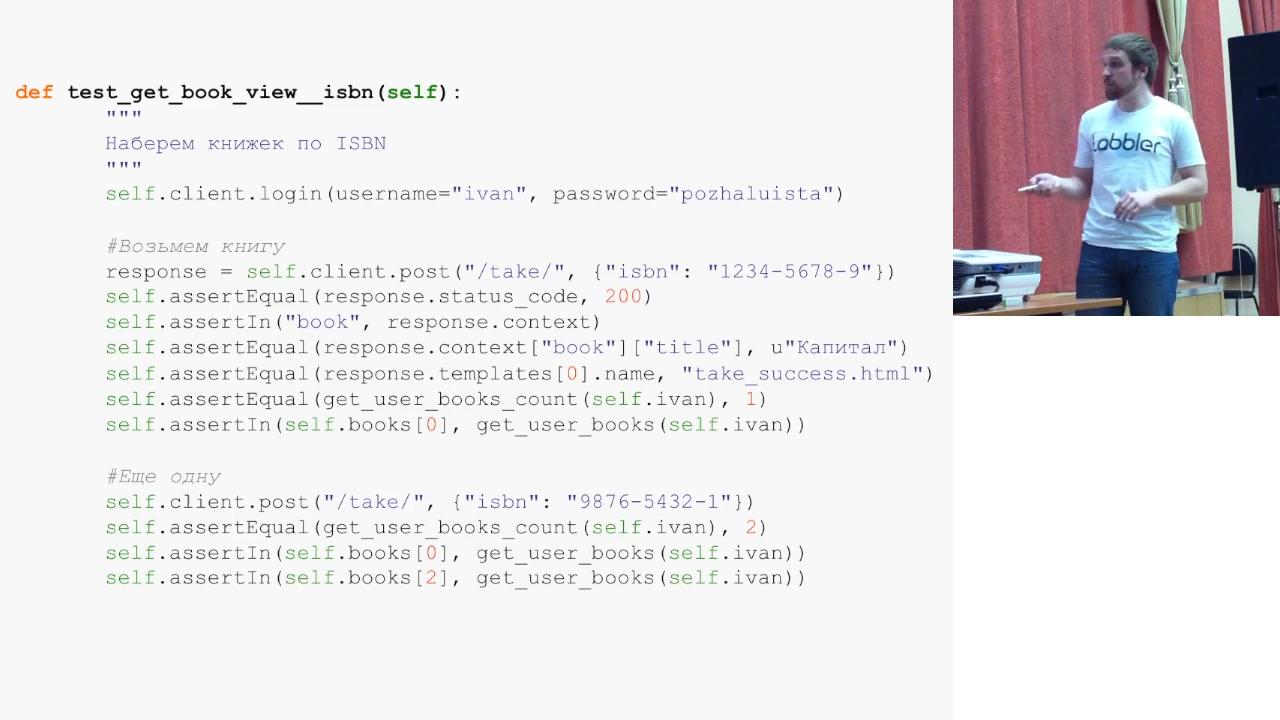 def test_get_book_view__isbn(self):
"""
Наберем книжек по ISBN
"""
self.client.login(username="ivan", password="pozhaluista")
#Возьмем книгу
response = self.client.post("/take/", {"isbn": "1234-5678-9"})
self.assertEqual(response.status_code, 200)
self.assertIn("book", response.context)
self.assertEqual(response.context["book"]["title"], u"Капитал")
self.assertEqual(response.templates[0].name, "take_success.html")
self.assertEqual(get_user_books_count(self.ivan), 1)
self.assertIn(self.books[0], get_user_books(self.ivan))
#Еще одну
self.client.post("/take/", {"isbn": "9876-5432-1"})
self.assertEqual(get_user_books_count(self.ivan), 2)
self.assertIn(self.books[0], get_user_books(self.ivan))
self.assertIn(self.books[2], get_user_books(self.ivan))
tabbler